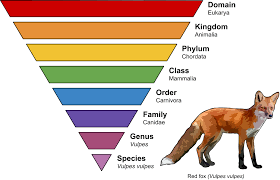 Domain
Eukarya
Kingdom
Animalia
Phylum
Chordata
Class
Mammalia
Order
Carnivora
Family
Canidae
Genus
Vulpes
Species
Vulpes vulpes
Red fox (Vulpes vulpes)